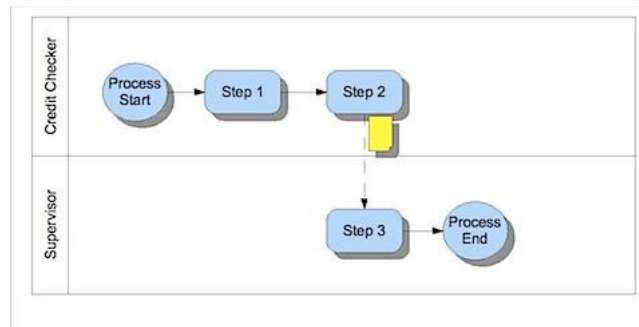 Credit Checker
Process
Start
Step 1
Step 2
Supervisor
Step 3
Process
End